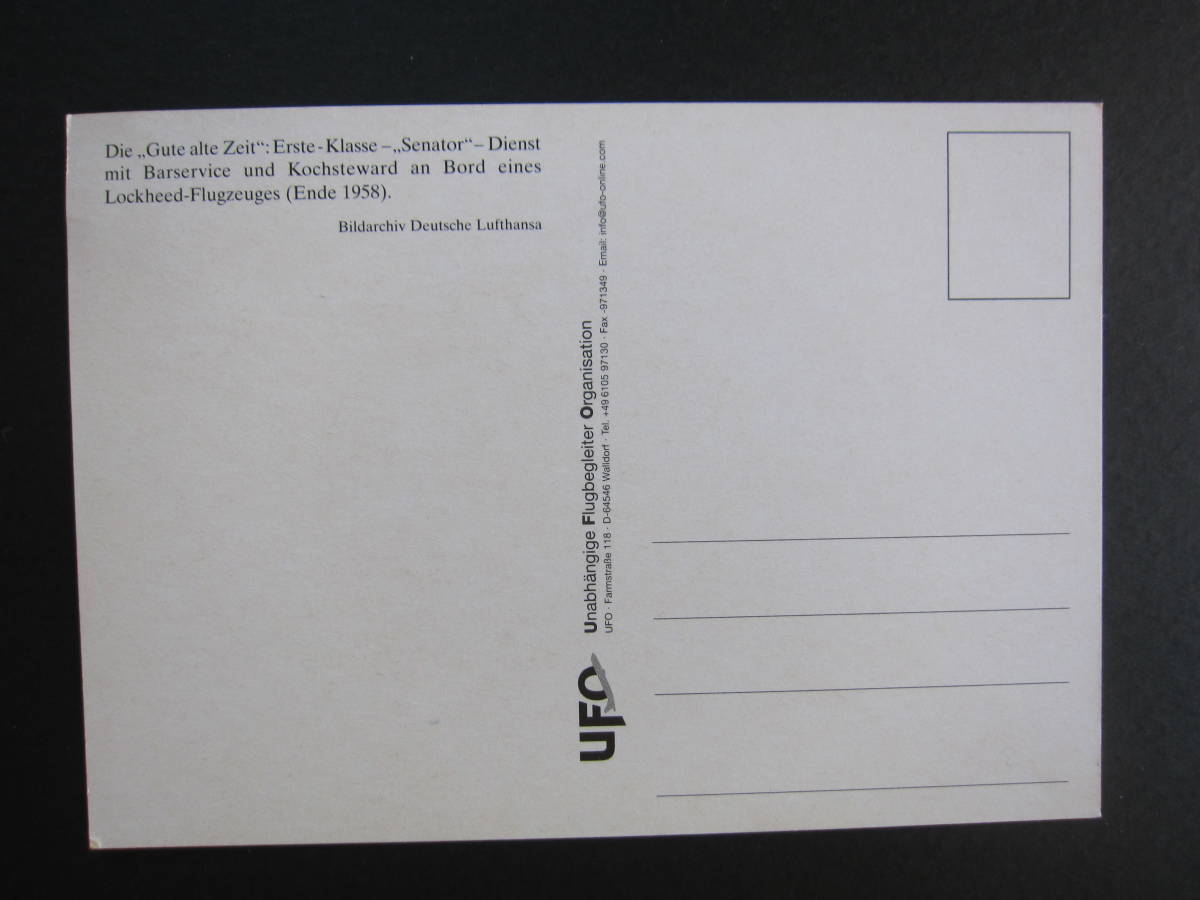 Die „Gute alte Zeit“: Erste-Klasse –„Senator“– Dienst
mit Barservice und Kochsteward an Bord eines
Lockheed-Flugzeuges (Ende 1958).
Bildarchiv Deutsche Lufthansa
UFO
Unabhängige Flugbegleiter Organisation
UFO · Farmstraße 118 · D-64546 Walldorf · Tel. +49 6105 97130 · Fax -971349 · Email: info@ufo-online.com